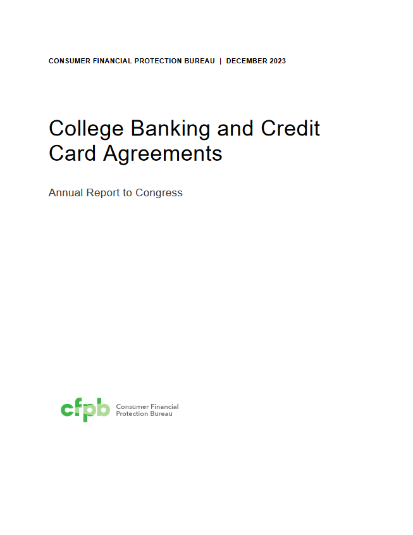 CONSUMER FINANCIAL PROTECTION BUREAU | DECEMBER 2023
College Banking and Credit
Card Agreements
Annual Report to Congress
cfpb
Consumer Financial
Protection Bureau